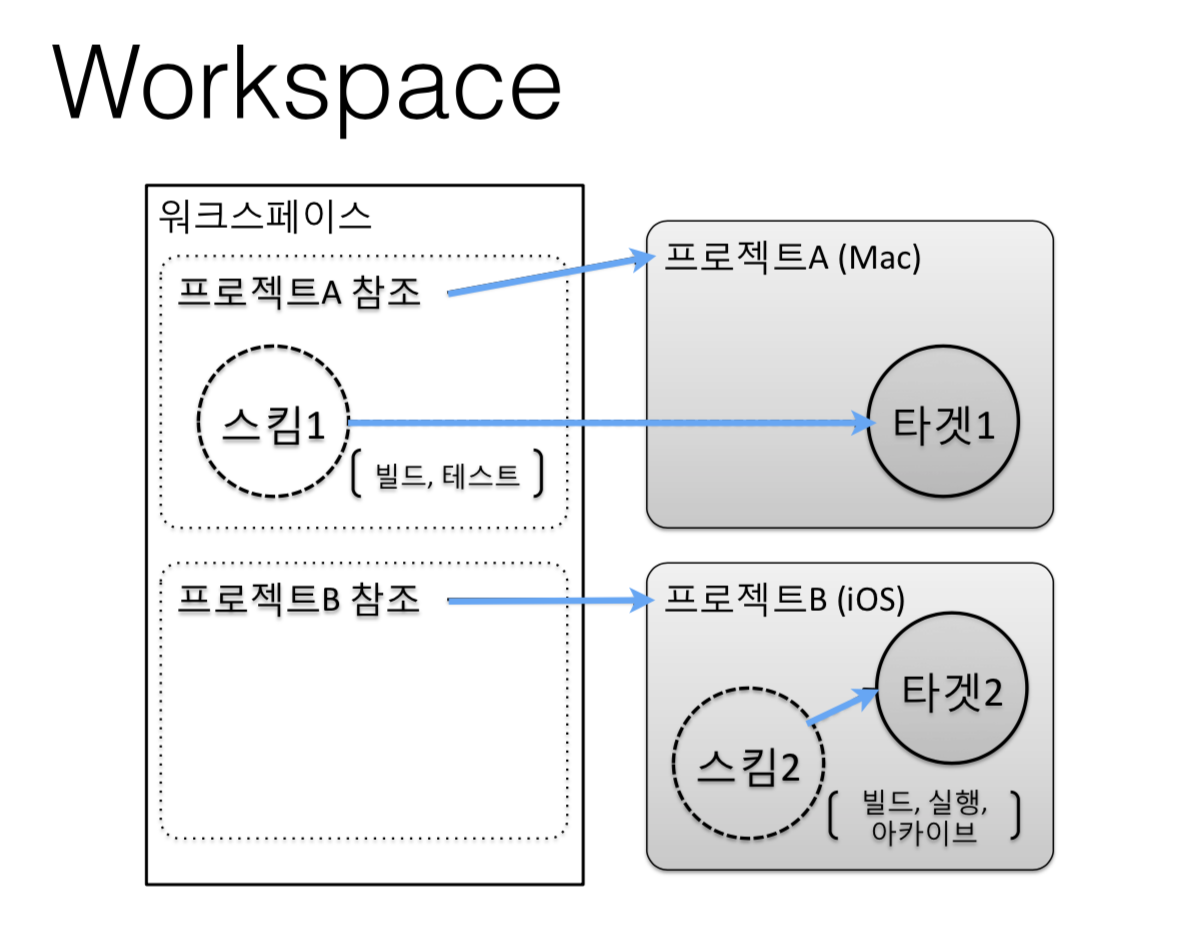 Workspace
워크스페이스
프로젝트A 참조
스킴1
빌드, 테스트
프로젝트B 참조
프로젝트A (Mac)
타겟1
프로젝트B (iOS)
타겟2
스킴2
빌드, 실행,
아카이브